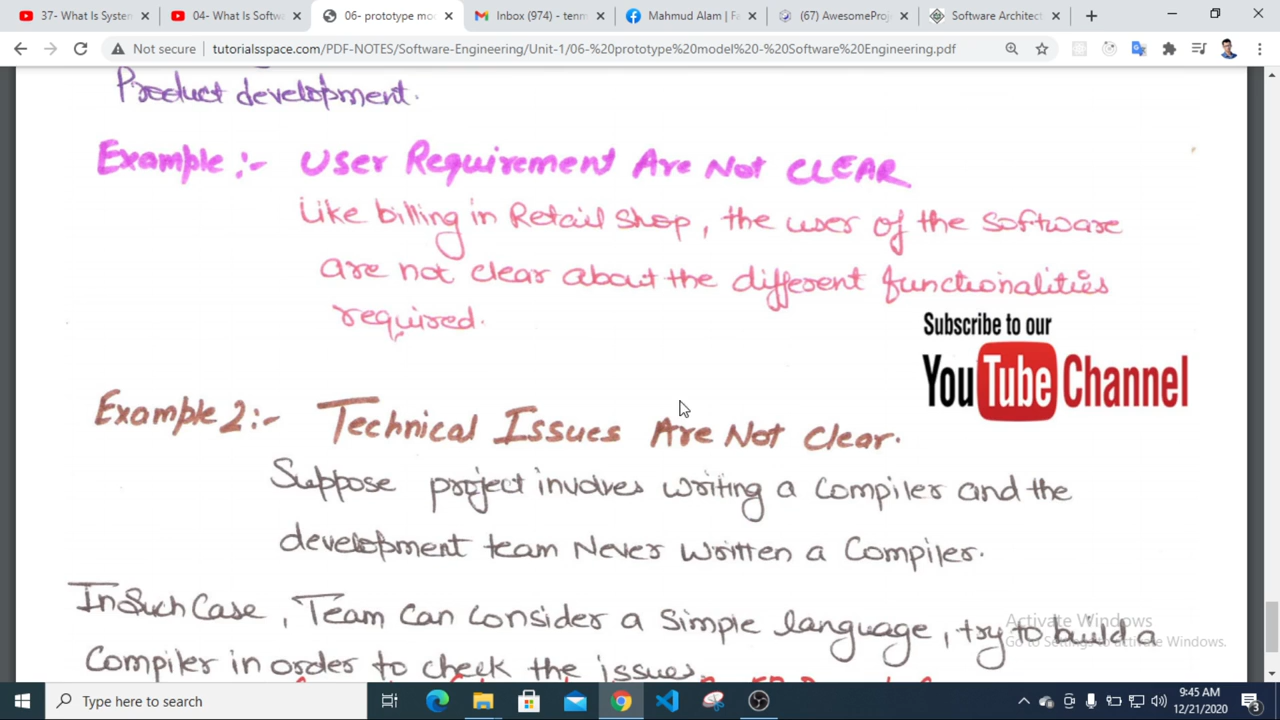 37- What Is System
04- What Is Softwa
06- prototype mod
Inbox (974) - tenm
Mahmud Alam | Fa
(67) AwesomeProj
Software Architect
Not secure | tutorialsspace.com/PDF-NOTES/Software-Engineering/Unit-1/06-%20prototype%20model%20-%20Software%20Engineering.pdf
Product development.
Example:- User Requirement Are Not CLEAR
Like billing in Retail Shop, the user of the software
are not clear about the different functionalities
required.
Subscribe to our
YouTube Channel
Example 2:- Technical Issues Are Not Clear.
Suppose project involves writing a Compiler and the
development team Never written a Compiler.
In Such Case, Team Can Consider a simple language, try to build a
Compiler in order to check the issues.
Activate Windows
Go to Settings to activate Windows.
Type here to search
9:45 AM
12/21/2020
3